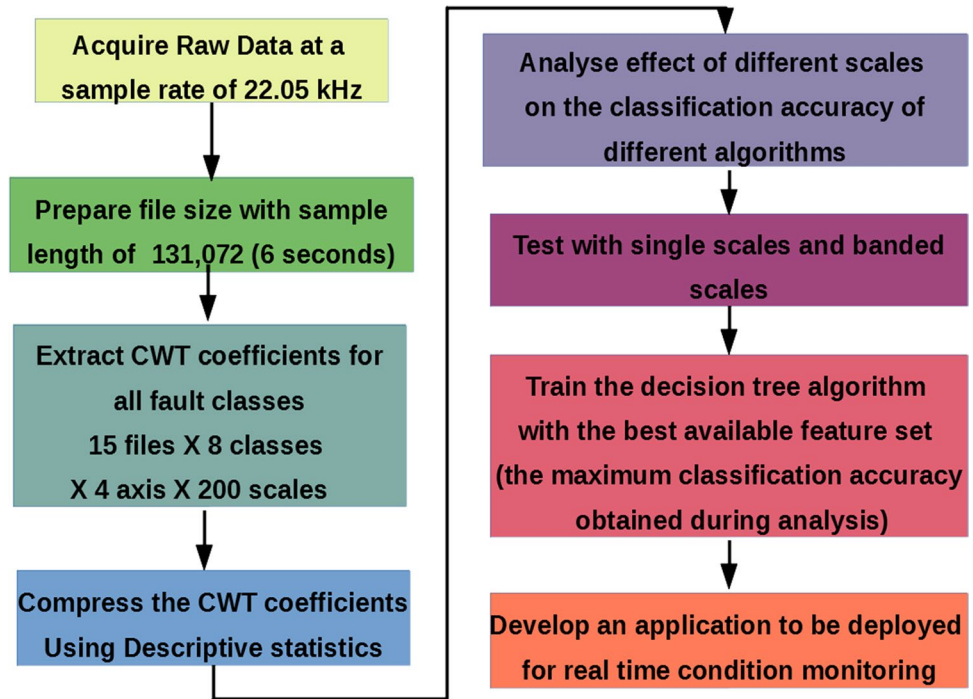 Acquire Raw Data at a
sample rate of 22.05 kHz
Prepare file size with sample
length of 131,072 (6 seconds)
Extract CWT coefficients for
all fault classes
15 files X 8 classes
X 4 axis X 200 scales
Compress the CWT coefficients
Using Descriptive statistics
Analyse effect of different scales
on the classification accuracy of
different algorithms
Test with single scales and banded
scales
Train the decision tree algorithm
with the best available feature set
(the maximum classification accuracy
obtained during analysis)
Develop an application to be deployed
for real time condition monitoring